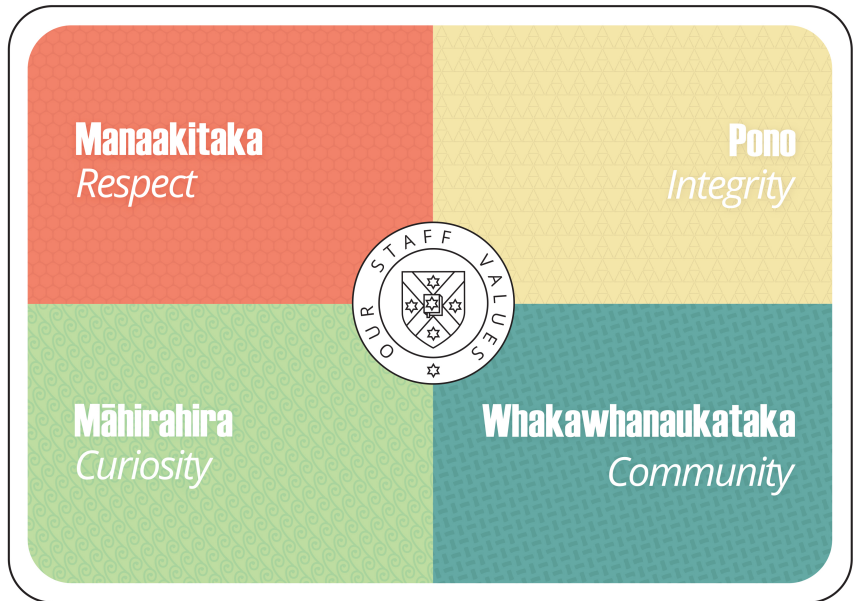 Manaakitaka
Respect
Pono
Integrity
OUR STAFF VALUES
Māhirahira
Curiosity
Whakawhanaukataka
Community